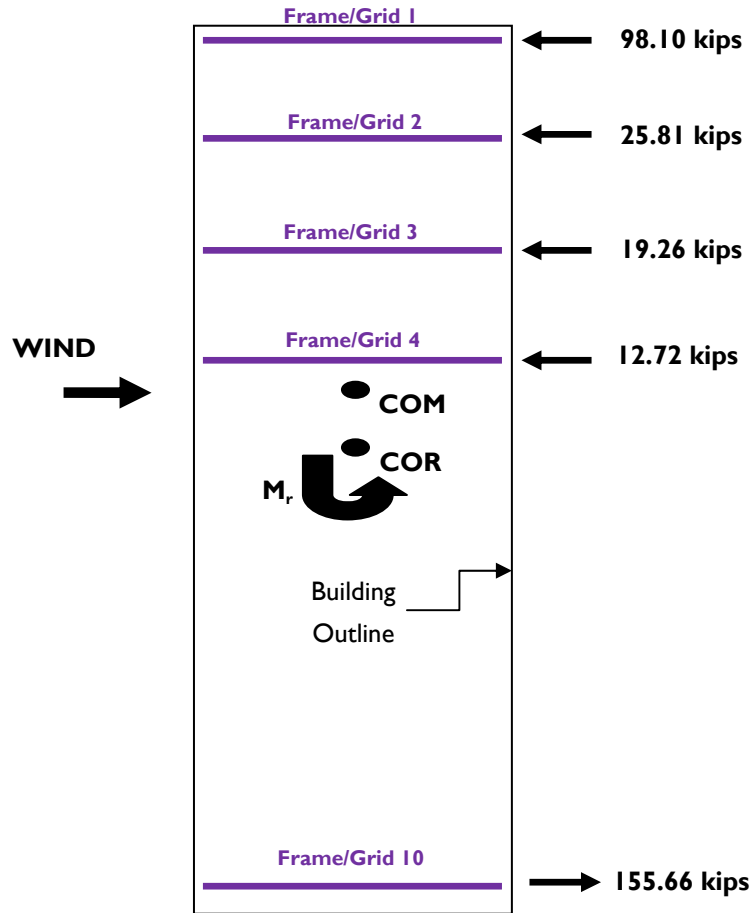 Frame/Grid 1
98.10 kips
Frame/Grid 2
25.81 kips
Frame/Grid 3
19.26 kips
Frame/Grid 4
12.72 kips
WIND
COM
COR
Mr
Building
Outline
Frame/Grid 10
155.66 kips